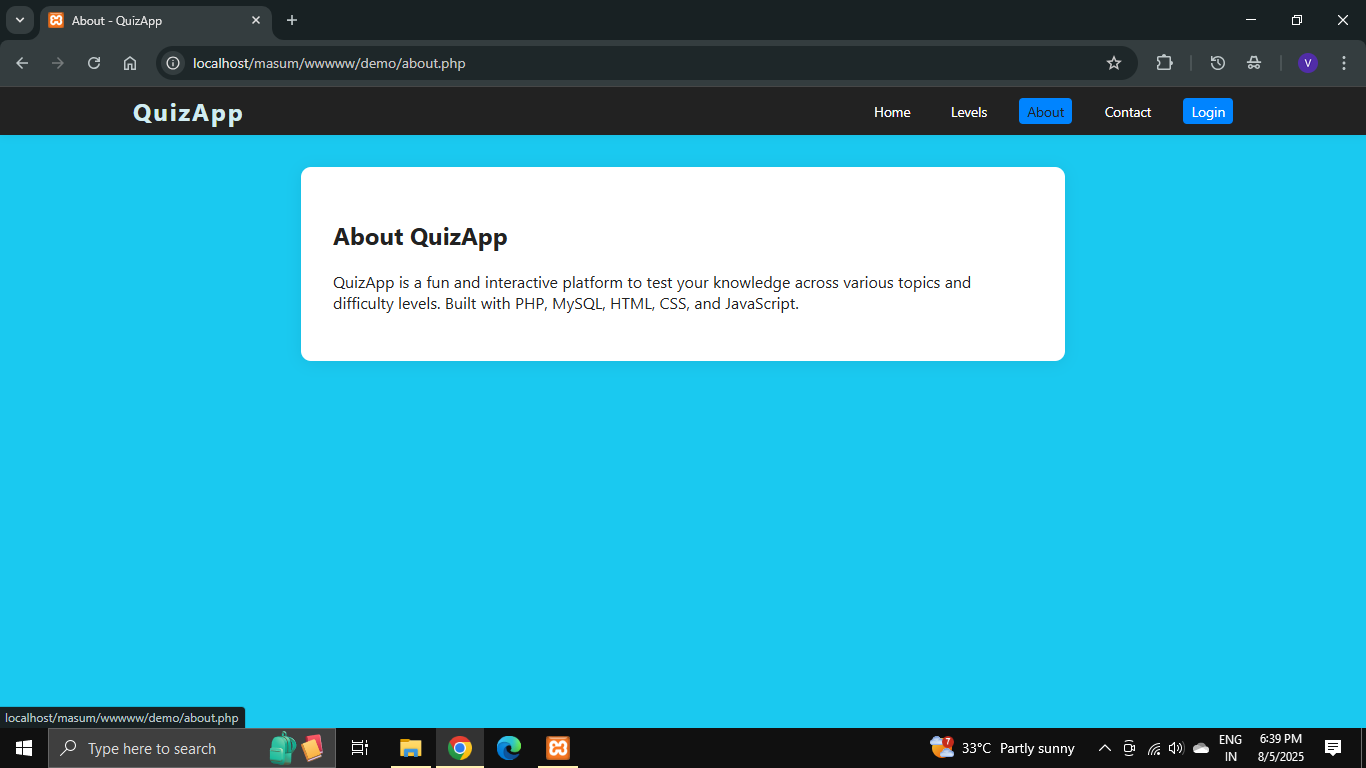 About - QuizApp
localhost/masum/wwwww/demo/about.php
V
QuizApp
Home Levels About Contact Login
About QuizApp
QuizApp is a fun and interactive platform to test your knowledge across various topics and
difficulty levels. Built with PHP, MySQL, HTML, CSS, and JavaScript.
localhost/masum/wwwww/demo/about.php
Type here to search
7
33°C Partly sunny
ENG
IN
6:39 PM
8/5/2025